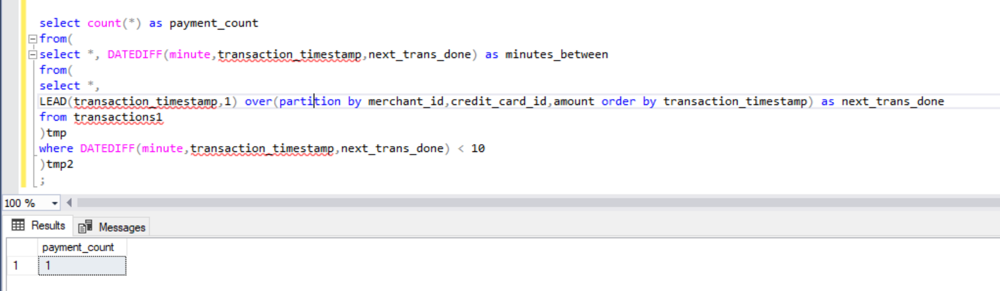 select count(*) as payment_count
from(
select *, DATEDIFF(minute,transaction_timestamp,next_trans_done) as minutes_between
from(
select *,
LEAD(transaction_timestamp,1) over(partition by merchant_id,credit_card_id,amount order by transaction_timestamp) as next_trans_done
from transactions1
)tmp
where DATEDIFF(minute,transaction_timestamp,next_trans_done) < 10
)tmp2
;
100 %
Results Messages
payment_count
1 1